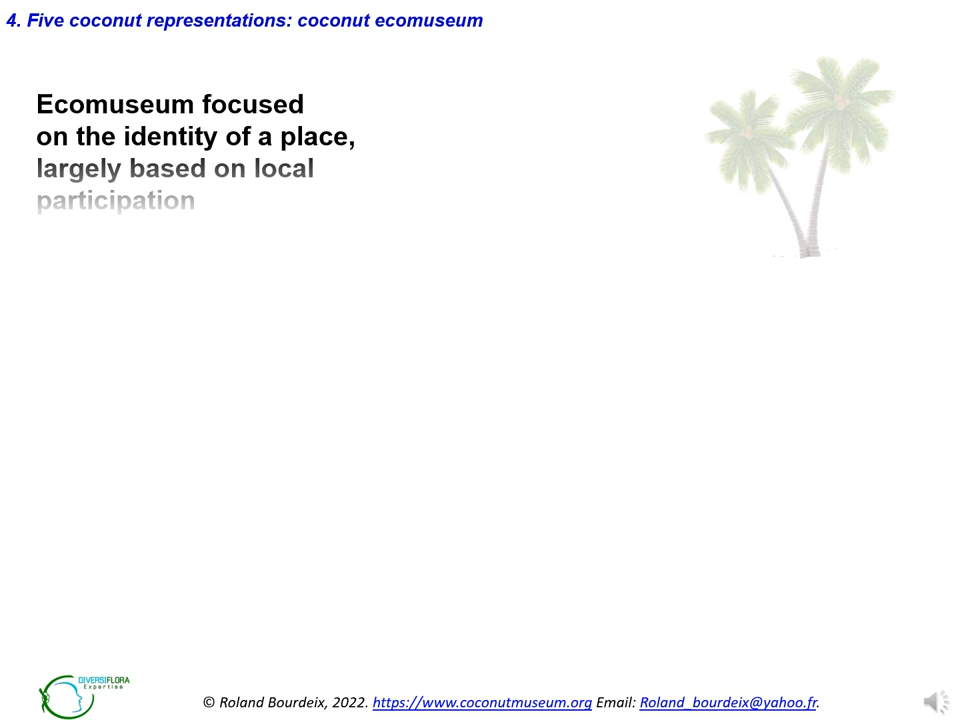 4. Five coconut representations: coconut ecomuseum
Ecomuseum focused
on the identity of a place,
largely based on local
participation
DIVERSIFLORA
Expertise
© Roland Bourdeix, 2022. https://www.coconutmuseum.org Email: Roland_bourdeix@yahoo.fr.